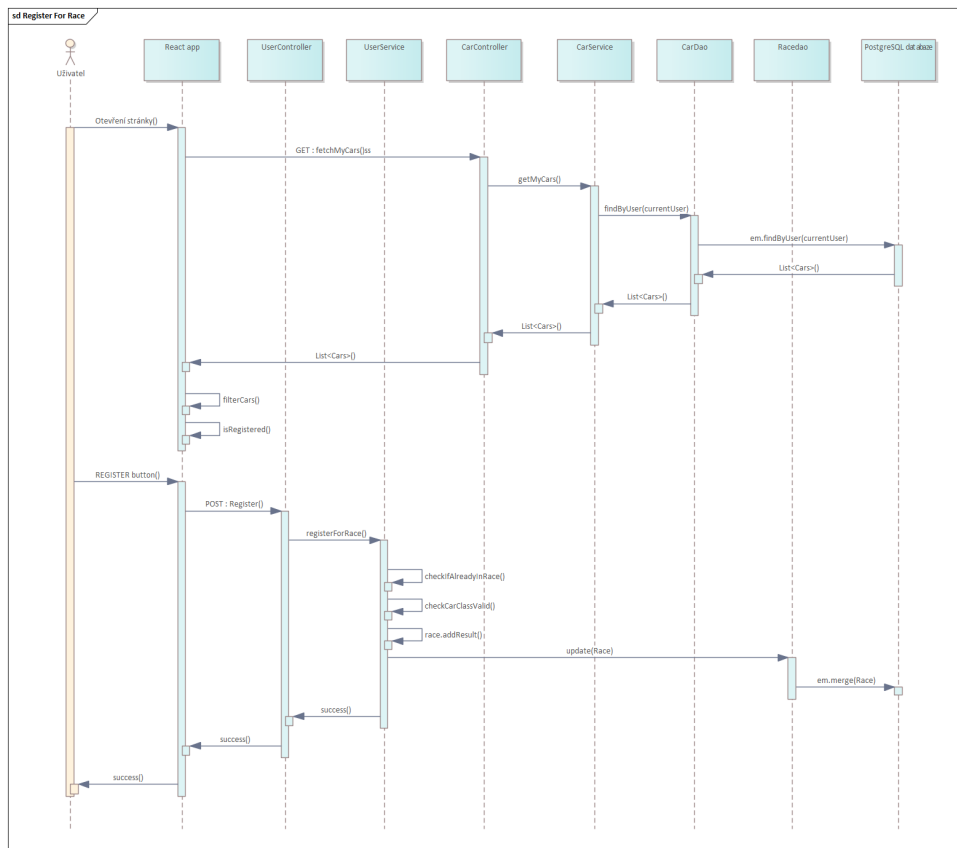 sd Register For Race
React app
UserController
UserService
CarController
CarService
CarDao
Racedao
PostgreSQL databaze
Uživatel
Otevření stránky()
GET : fetchMyCars()ss
getMyCars()
findByUser(currentUser)
em.findByUser(currentUser)
List<Cars>()
List<Cars>()
List<Cars>()
List<Cars>()
filterCars()
isRegistered()
REGISTER button()
POST : Register()
registerForRace()
checkIfAlreadyInRace()
checkCarClassValid()
race.addResult()
update(Race)
em.merge(Race)
success()
success()
success()